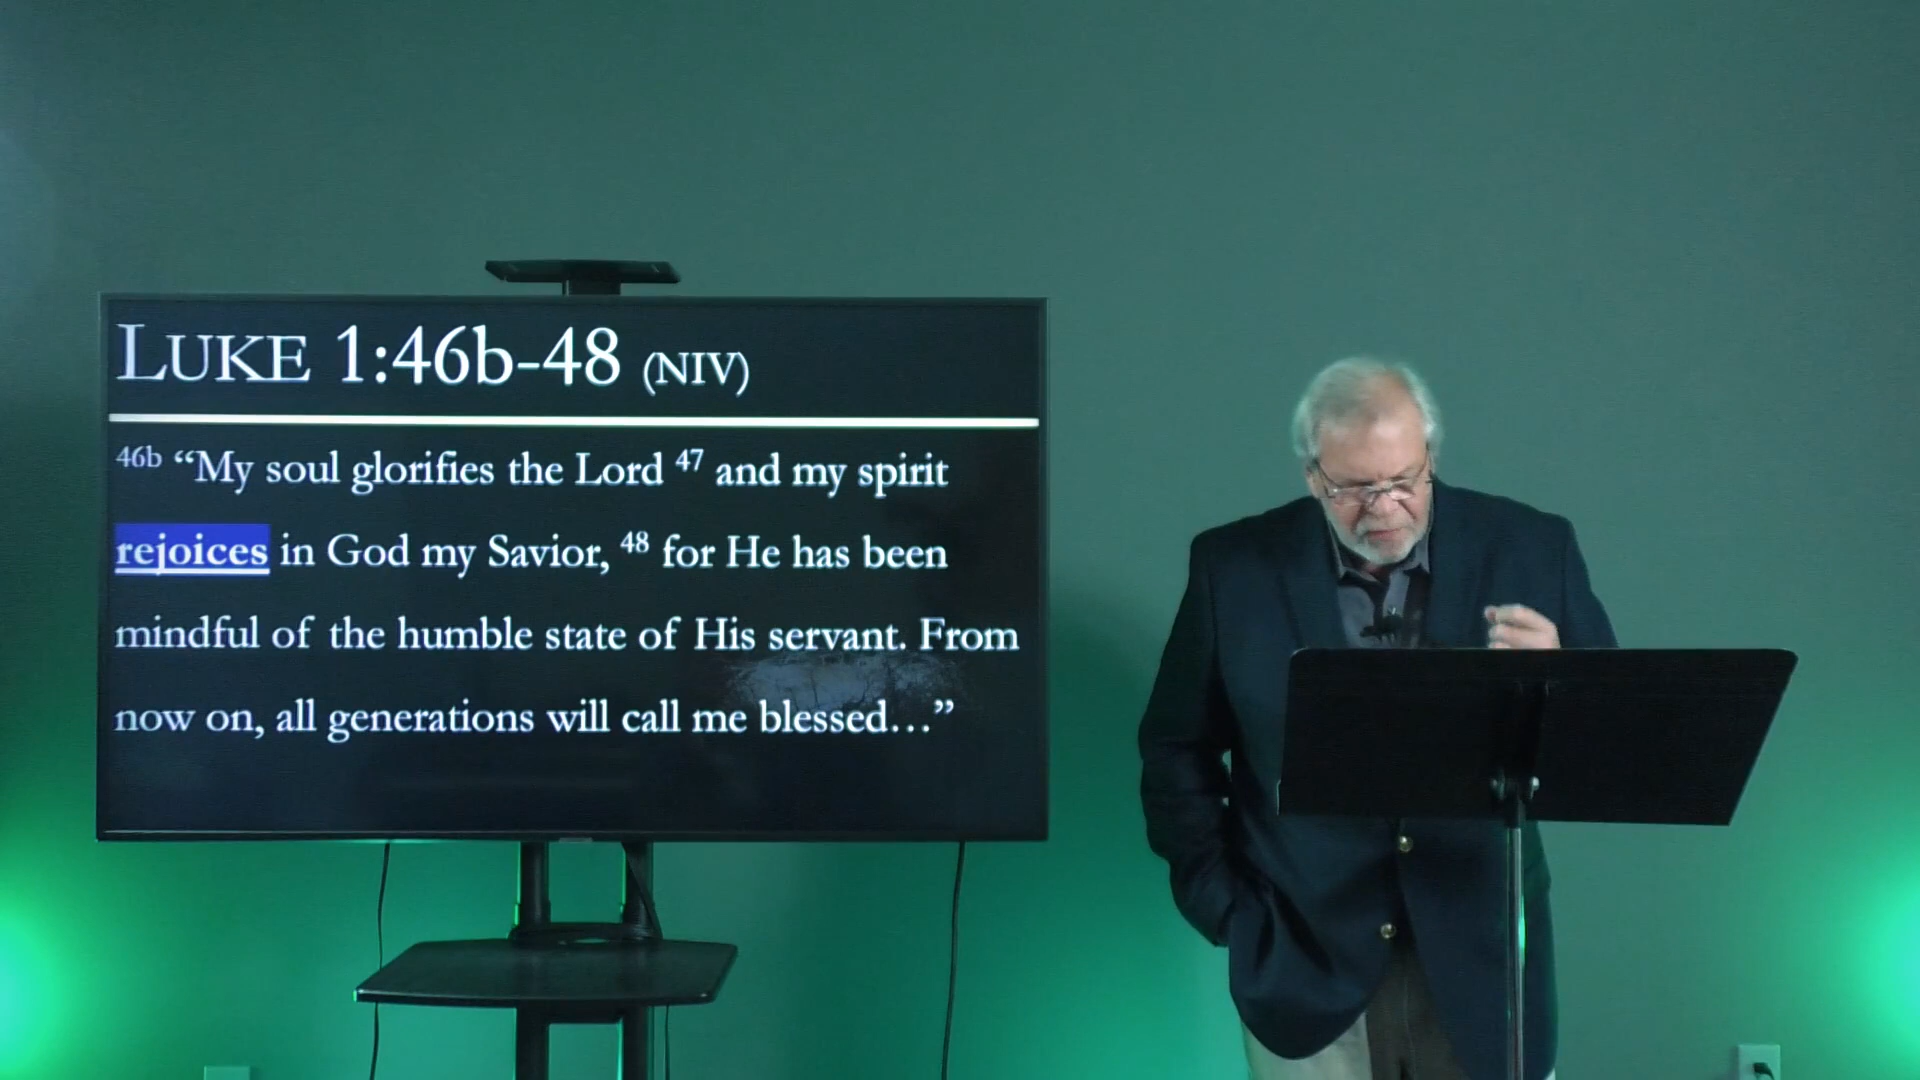 LUKE 1:46b-48 (NIV)
46b “My soul glorifies the Lord 47 and my spirit
rejoices in God my Savior, 48 for He has been
mindful of the humble state of His servant. From
now on, all generations will call me blessed…”